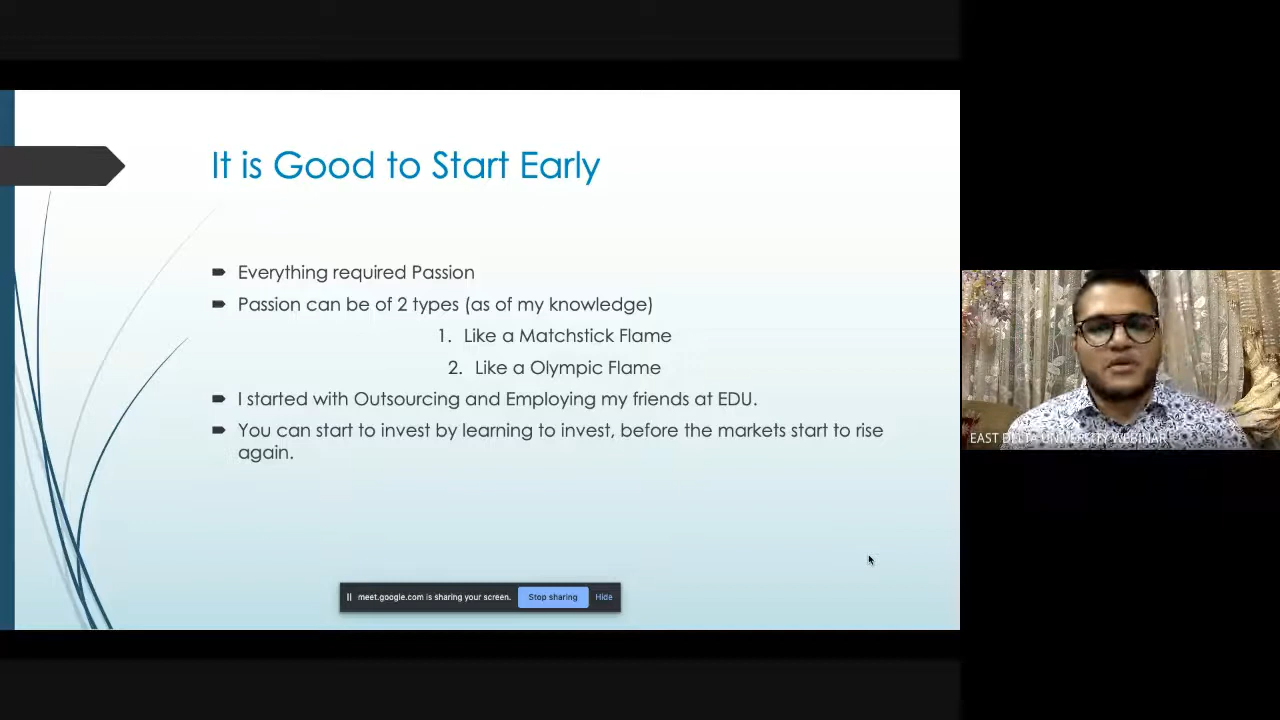 It is Good to Start Early
Everything required Passion
Passion can be of 2 types (as of my knowledge)
1. Like a Matchstick Flame
2. Like a Olympic Flame
I started with Outsourcing and Employing my friends at EDU.
You can start to invest by learning to invest, before the markets start to rise
again.
EAST DELTA UNIVERSITY WEBINAR
meet.google.com is sharing your screen. Stop sharing Hide